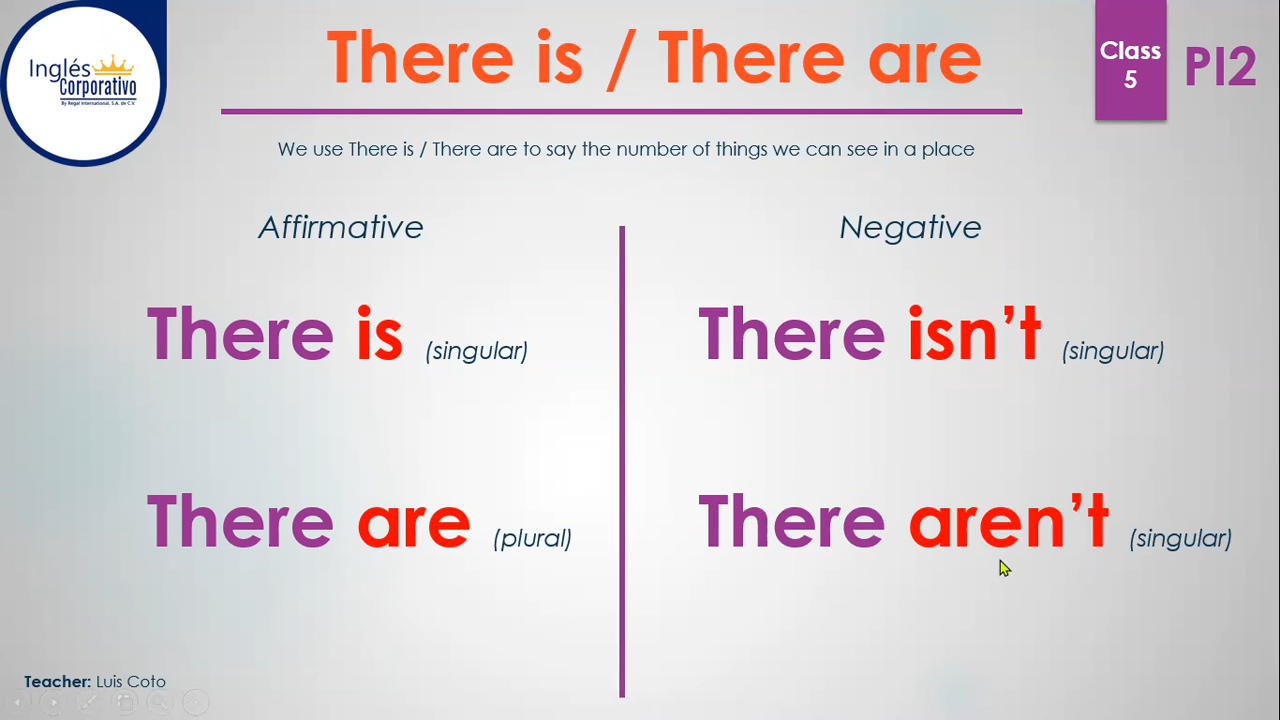 Inglés
Corporativo
By Regal International, S.A. de C.V.
There is / There are
Class
5
PI2
We use There is / There are to say the number of things we can see in a place
Affirmative
Negative
There is (singular)
There isn't (singular)
There are (plural)
There aren't (singular)
Teacher: Luis Coto